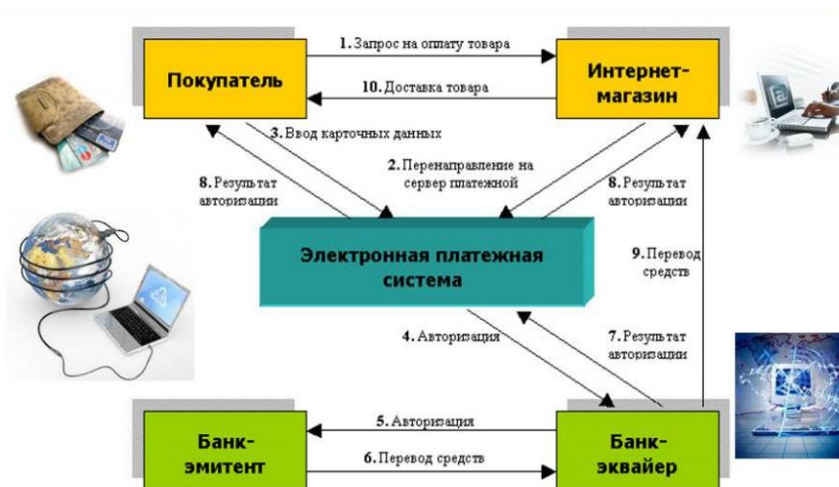 1. Запрос на оплату товара
Покупатель
Интернет-
магазин
10. Доставка товара
3. Ввод карточных данных
2. Перенаправление на
сервер платежной
8. Результат
авторизации
8. Результат
авторизации
Электронная платежная
система
9. Перевод
средств
4. Авторизация
7. Результат
авторизации
5. Авторизация
Банк-
эмитент
Банк-
эквайер
6. Перевод средств